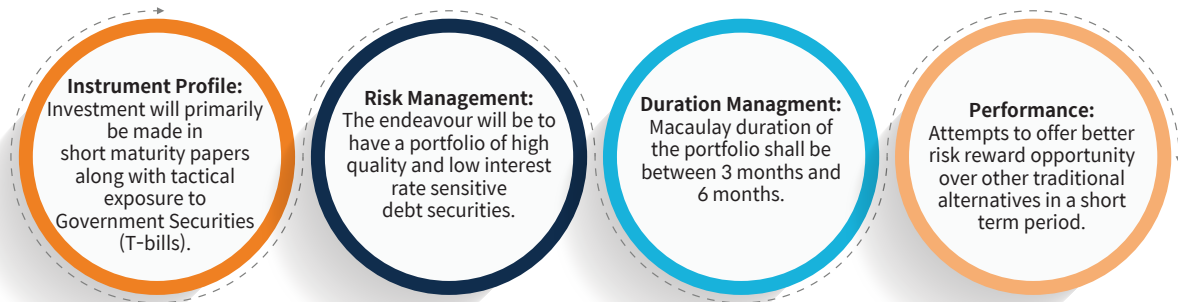 Instrument Profile:
Investment will primarily
be made in
short maturity papers
along with tactical
exposure to
Government Securities
(T-bills).
Risk Management:
The endeavour will be to
have a portfolio of high
quality and low interest
rate sensitive
debt securities.
Duration Managment:
Macaulay duration of
the portfolio shall be
between 3 months and
6 months.
Performance:
Attempts to offer better
risk reward opportunity
over other traditional
alternatives in a short
term period.